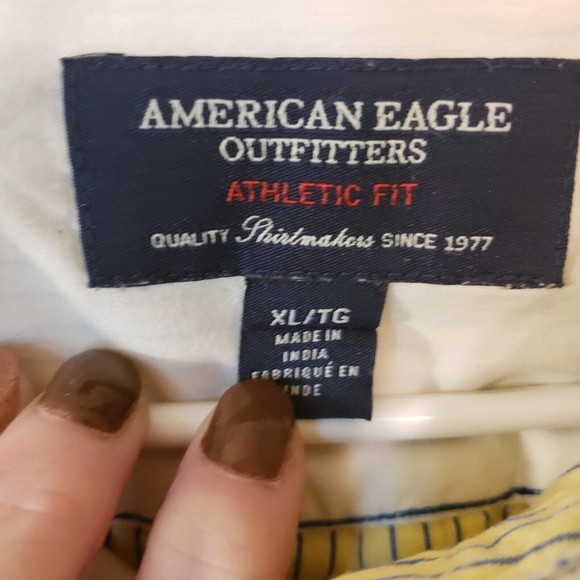 AMERICAN EAGLE
OUTFITTERS
ATHLETIC FIT
QUALITY Shirtmakers SINCE 1977
XL/TG
MADE IN
INDIA
FABRIQUÉ EN
INDE